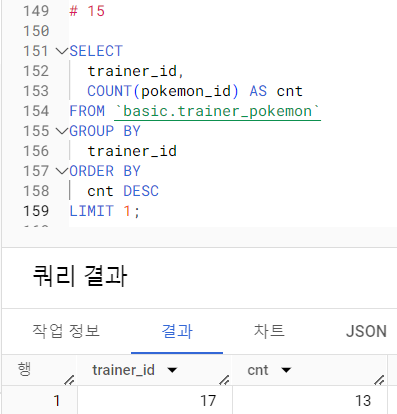 149 # 15
150
151 SELECT
152 trainer_id,
153 COUNT(pokemon_id) AS cnt
154 FROM `basic.trainer_pokemon`
155 GROUP BY
156 trainer_id
157 ORDER BY
158 cnt DESC
159 LIMIT 1;
쿼리 결과
작업 정보 결과 차트 JSON
행 trainer_id cnt
1 17 13